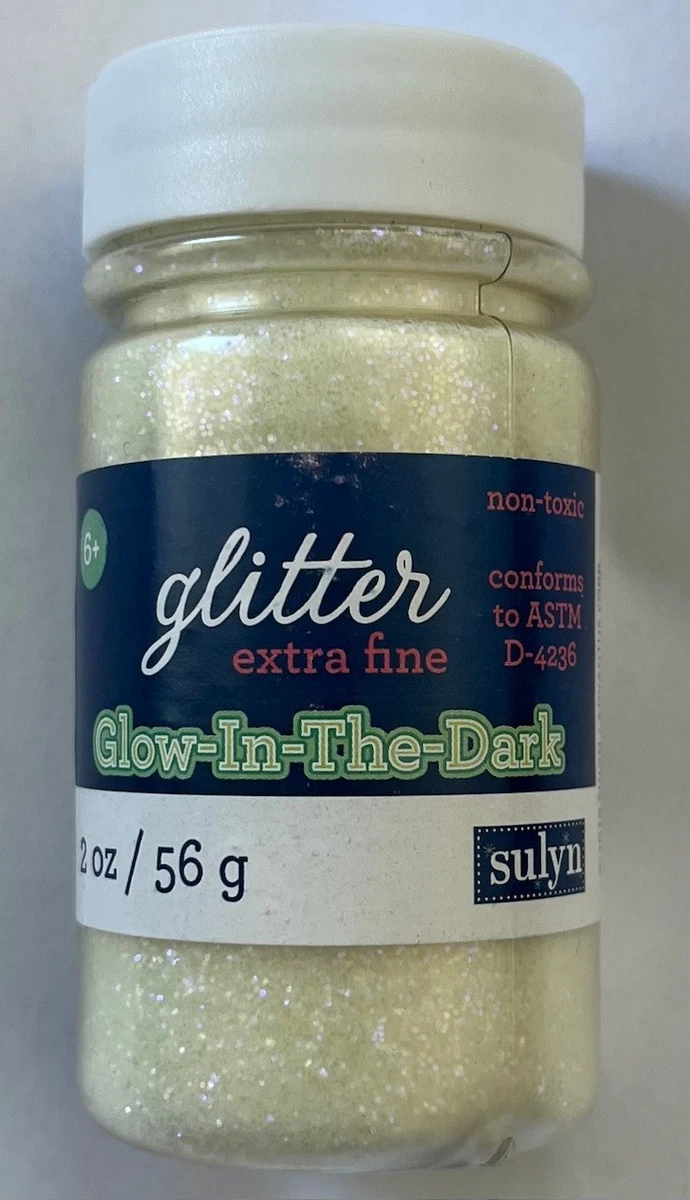 6+
glitter
extra fine
non-toxic
conforms
to ASTM
D-4236
Glow-In-The-Dark
2 oz / 56 g
sulyn